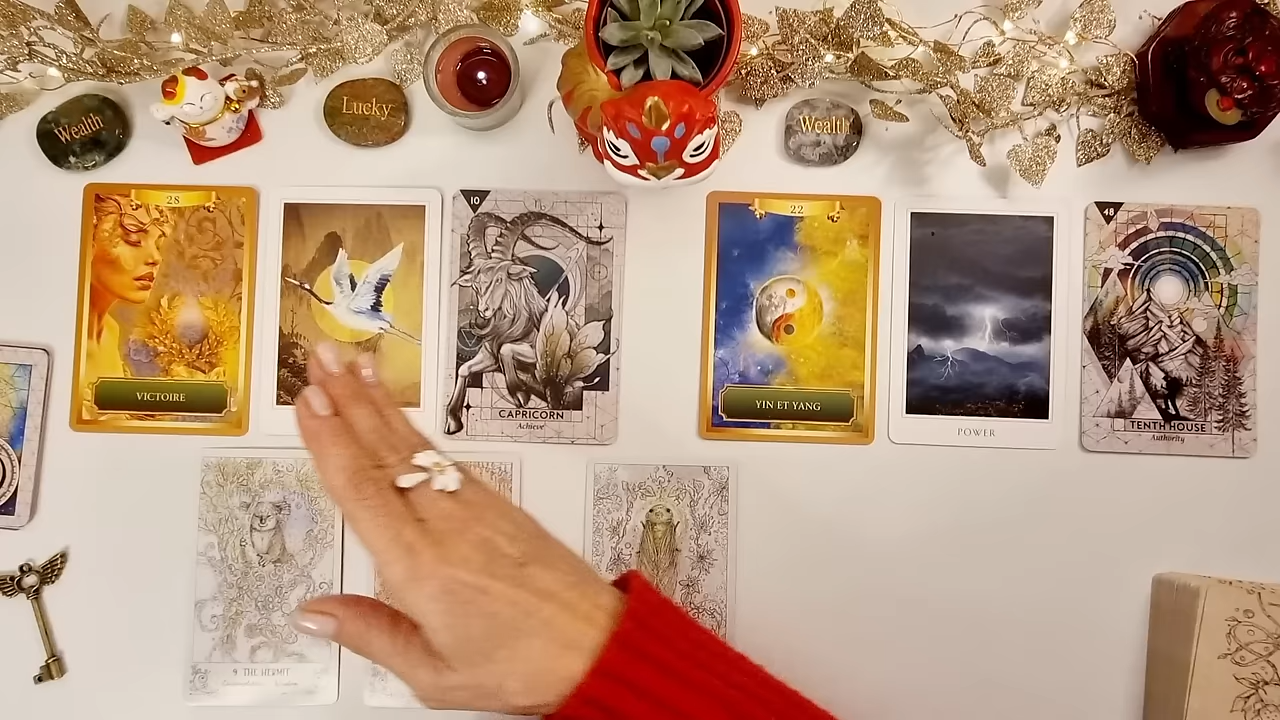 Wealth
Lucky
Wealth
28
VICTOIRE
10
CAPRICORN
Achieve
22
YIN ET YANG
POWER
48
TENTH HOUSE
Authority
9. THE HERMIT